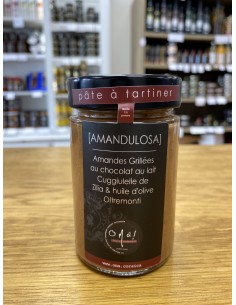 pâte à tartiner
[AMANDULOSA]
Amandes Grillées
au chocolat au lait
Cuggiulelle de
Zilia & huile d'olive
Oltremonti